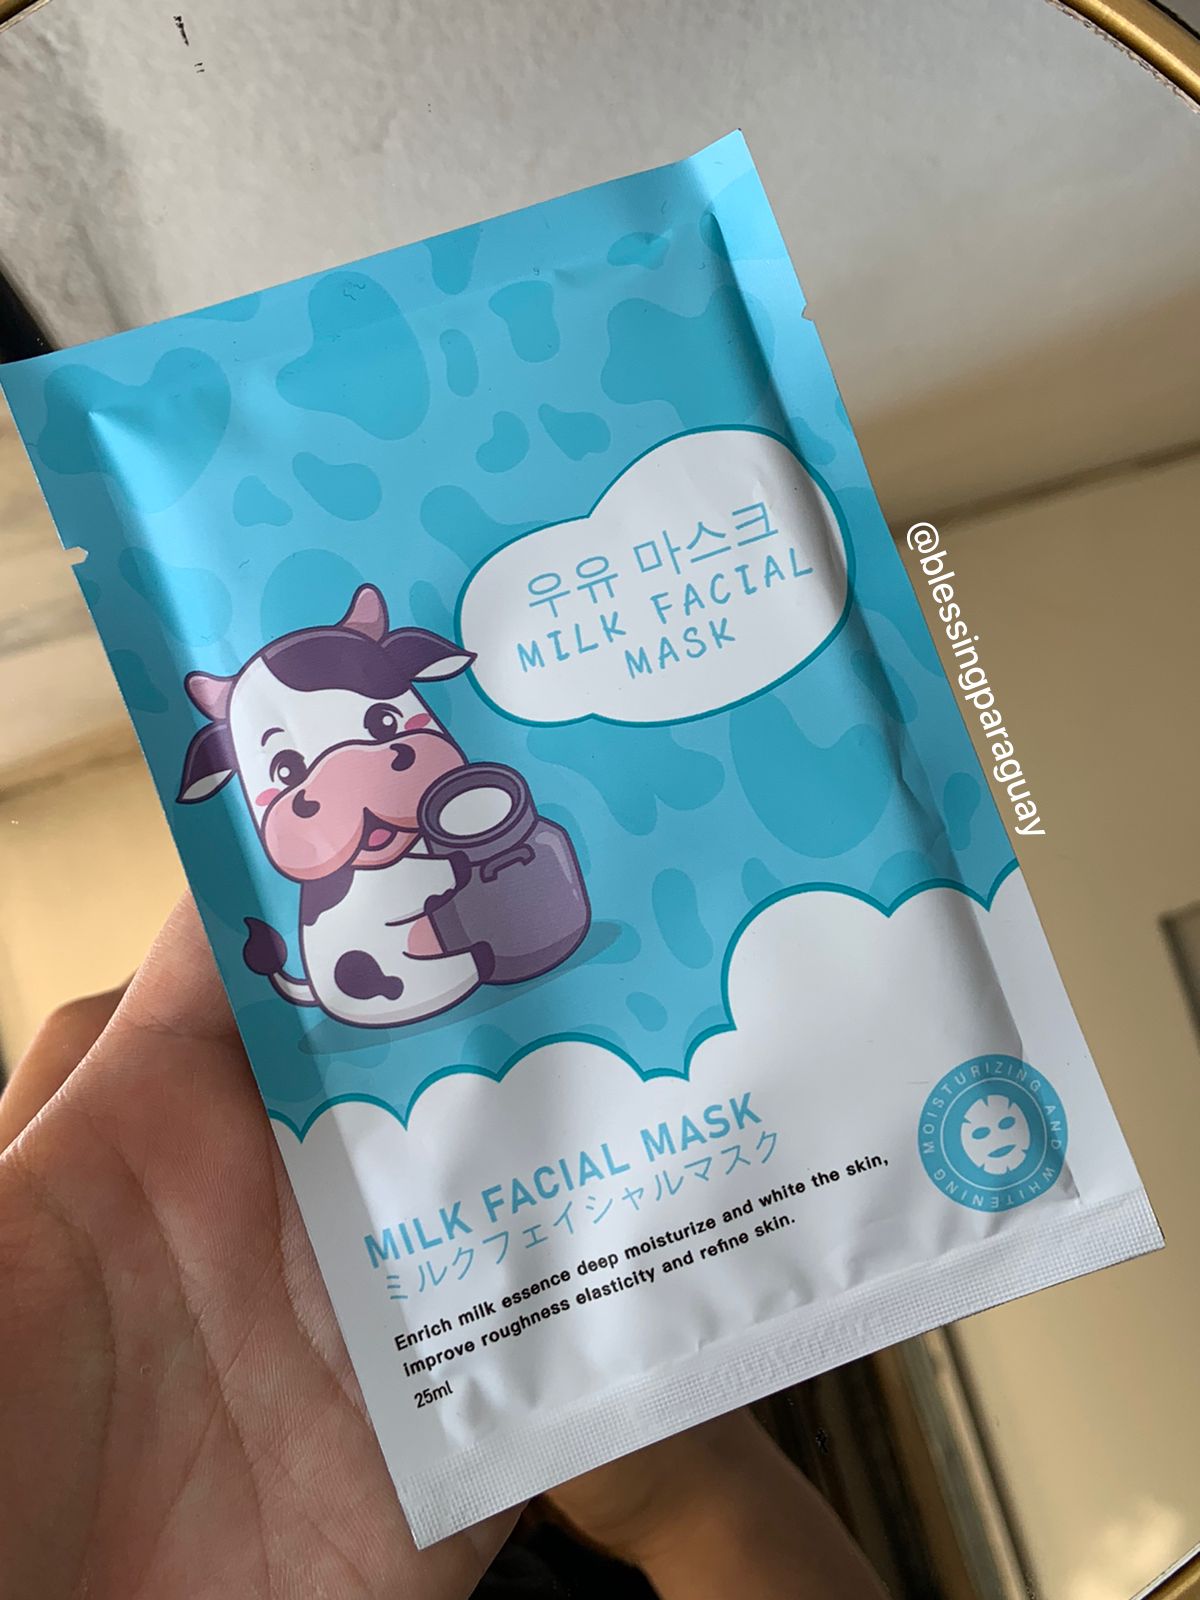 우유 마스크
MILK FACIAL
MASK
@blessingparaguay
MILK FACIAL MASK
ミルクフェイシャルマスク
Enrich milk essence deep moisturize and white the skin,
improve roughness elasticity and refine skin.
25ml
MOISTURIZING AND WHITENING